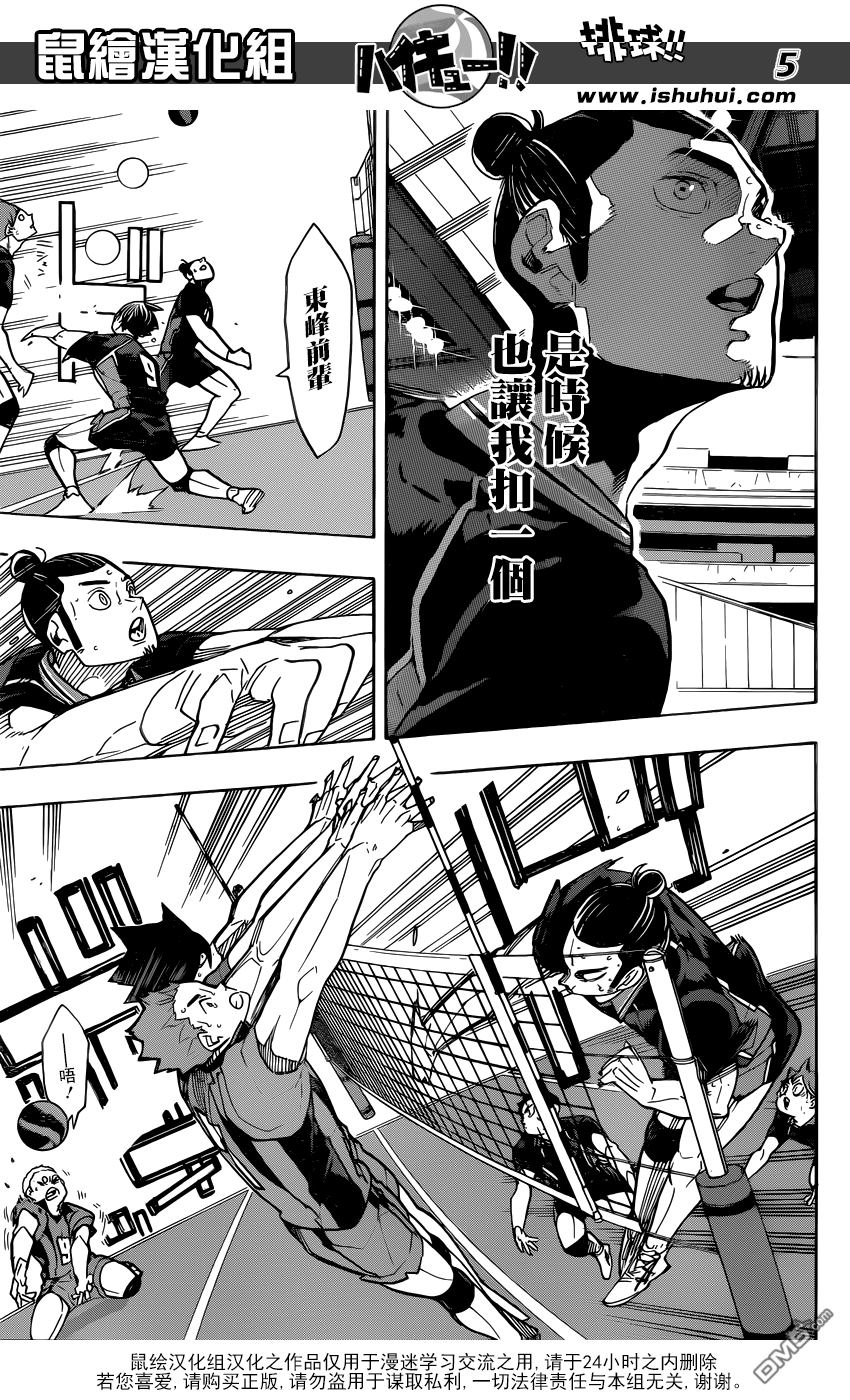 鼠繪漢化組
ハイキュー!!
排球!!
5
www.ishuhui.com
是時候
也讓我扣一個
東峰前輩
唔!
鼠绘汉化组汉化之作品仅用于漫迷学习交流之用, 请于24小时之内删除
若您喜爱, 请购买正版, 请勿盗用于谋取私利, 一切法律责任与本组无关, 谢谢.
DM5.com